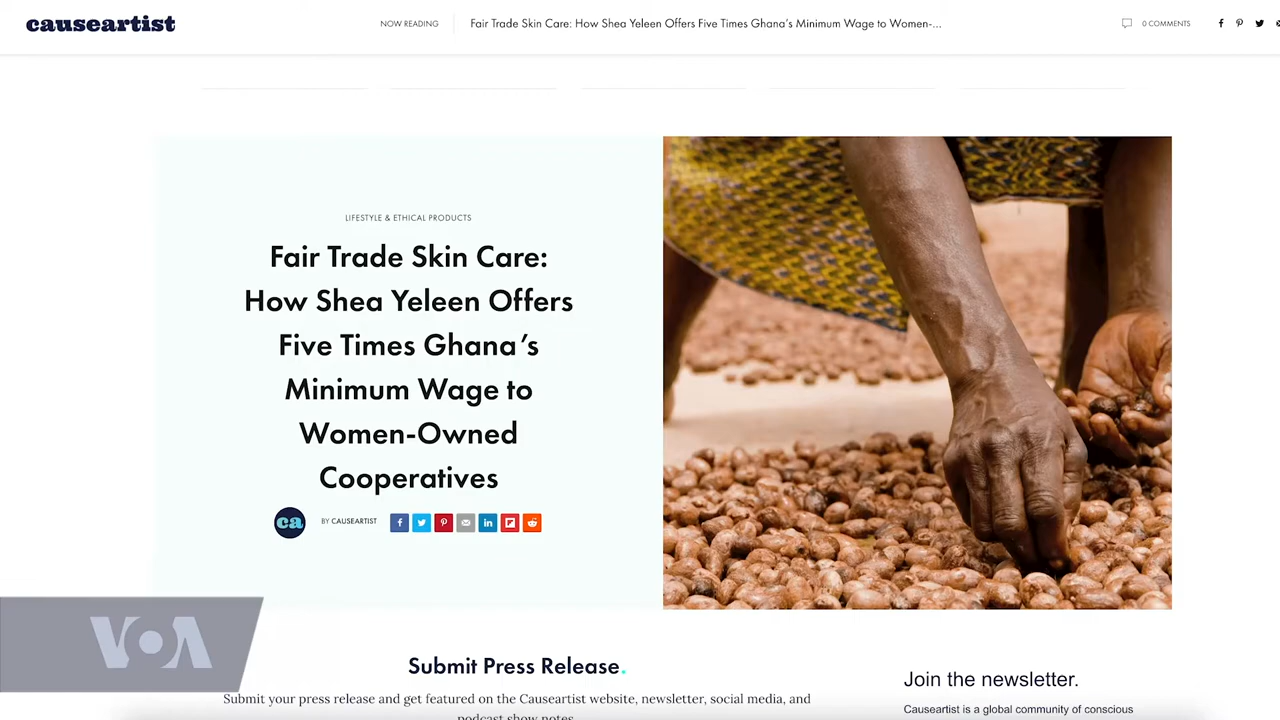 causeartist
NOW READING
Fair Trade Skin Care: How Shea Yeleen Offers Five Times Ghana's Minimum Wage to Women-...
0 COMMENTS
LIFESTYLE & ETHICAL PRODUCTS
Fair Trade Skin Care:
How Shea Yeleen Offers
Five Times Ghana's
Minimum Wage to
Women-Owned
Cooperatives
ca
BY CAUSEARTIST
VOA
Submit Press Release.
Submit your press release and get featured on the Causeartist website, newsletter, social media, and
podcast show notes
Join the newsletter.
Causeartist is a global community of conscious